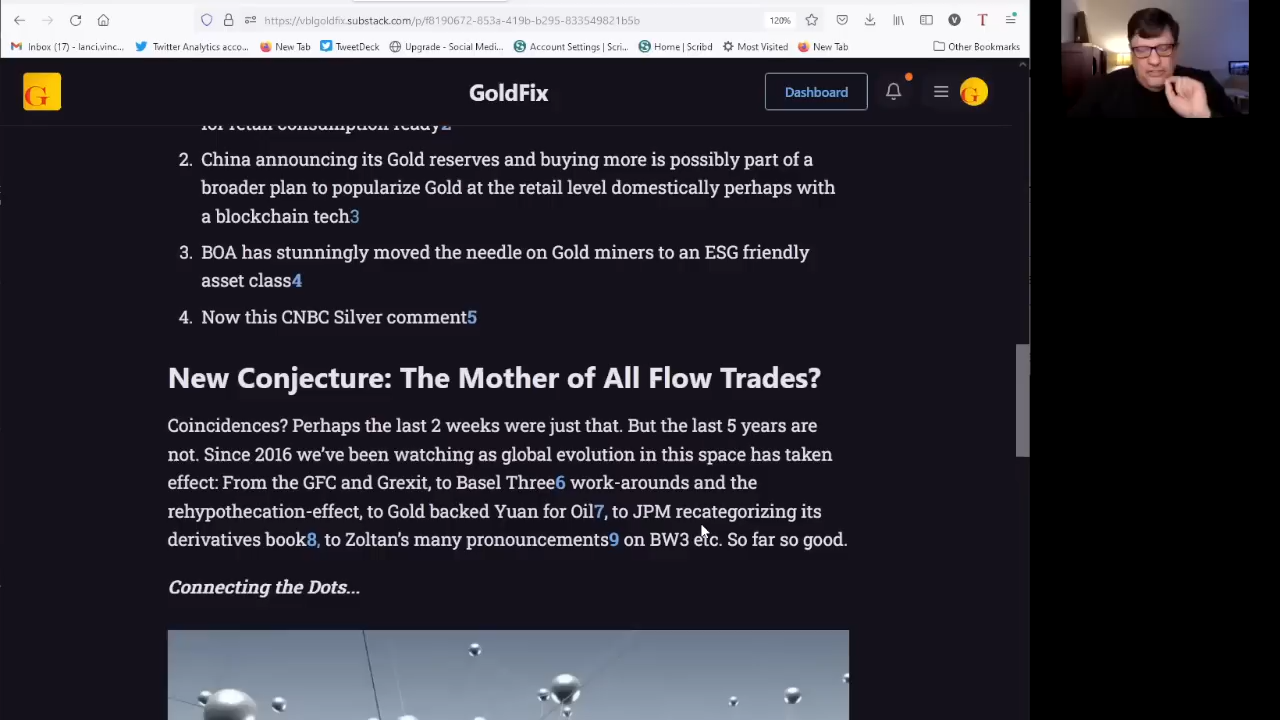 https://vblgoldfix.substack.com/p/f8190672-853a-419b-b295-833549821b5b
120%
Inbox (17) - lanci.vinc...
Twitter Analytics acco...
New Tab
TweetDeck
Upgrade - Social Medi...
Account Settings | Scri...
Home | Scribd
Most Visited
New Tab
Other Bookmarks
G
GoldFix
Dashboard
G
for retail consumption ready2
2. China announcing its Gold reserves and buying more is possibly part of a
broader plan to popularize Gold at the retail level domestically perhaps with
a blockchain tech3
3. BOA has stunningly moved the needle on Gold miners to an ESG friendly
asset class4
4. Now this CNBC Silver comment5
New Conjecture: The Mother of All Flow Trades?
Coincidences? Perhaps the last 2 weeks were just that. But the last 5 years are
not. Since 2016 we’ve been watching as global evolution in this space has taken
effect: From the GFC and Grexit, to Basel Three6 work-arounds and the
rehypothecation-effect, to Gold backed Yuan for Oil7, to JPM recategorizing its
derivatives book8, to Zoltan’s many pronouncements9 on BW3 etc. So far so good.
Connecting the Dots...